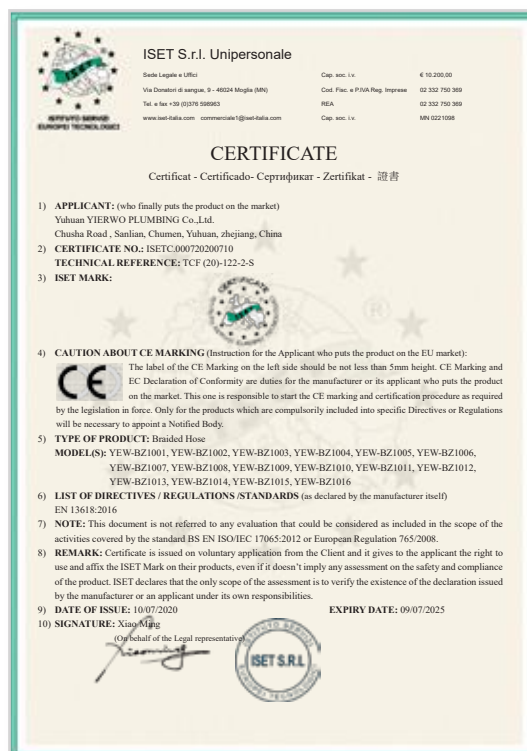 ISET
ISTITUTO SERVIZI
EUROPEI TECNOLOGICI
ISET S.r.l. Unipersonale
Sede Legale e Uffici Cap. soc. i.v. € 10.200,00
Via Donatori di sangue, 9 - 46024 Moglia (MN) Cod. Fisc. e P.IVA Reg. Imprese 02 332 750 369
Tel. e fax +39 (0)376 598963 REA 02 332 750 369
www.iset-italia.com commerciale1@iset-italia.com Cap. soc. i.v. MN 0221098
CERTIFICATE
Certificat - Certificado- Сертификат - Zertifikat - 證書
1) APPLICANT: (who finally puts the product on the market)
Yuhuan YIERWO PLUMBING Co.,Ltd.
Chusha Road , Sanlian, Chumen, Yuhuan, zhejiang, China
2) CERTIFICATE NO.: ISETC.000720200710
TECHNICAL REFERENCE: TCF (20)-122-2-S
3) ISET MARK:
CERTIFICATE
4) CAUTION ABOUT CE MARKING (Instruction for the Applicant who puts the product on the EU market):
CE
The label of the CE Marking on the left side should be not less than 5mm height. CE Marking and
EC Declaration of Conformity are duties for the manufacturer or its applicant who puts the product
on the market. This one is responsible to start the CE marking and certification procedure as required
by the legislation in force. Only for the products which are compulsorily included into specific Directives or Regulations
will be necessary to appoint a Notified Body.
5) TYPE OF PRODUCT: Braided Hose
MODEL(S): YEW-BZ1001, YEW-BZ1002, YEW-BZ1003, YEW-BZ1004, YEW-BZ1005, YEW-BZ1006,
YEW-BZ1007, YEW-BZ1008, YEW-BZ1009, YEW-BZ1010, YEW-BZ1011, YEW-BZ1012,
YEW-BZ1013, YEW-BZ1014, YEW-BZ1015, YEW-BZ1016
6) LIST OF DIRECTIVES / REGULATIONS /STANDARDS (as declared by the manufacturer itself)
EN 13618:2016
7) NOTE: This document is not referred to any evaluation that could be considered as included in the scope of the
activities covered by the standard BS EN ISO/IEC 17065:2012 or European Regulation 765/2008.
8) REMARK: Certificate is issued on voluntary application from the Client and it gives to the applicant the right to
use and affix the ISET Mark on their products, even if it doesn't imply any assessment on the safety and compliance
of the product. ISET declares that the only scope of the assessment is to verify the existence of the declaration issued
by the manufacturer or an applicant under its own responsibilities.
9) DATE OF ISSUE: 10/07/2020 EXPIRY DATE: 09/07/2025
10) SIGNATURE: Xiao Ming
(On behalf of the Legal representative)
ISTITUTO SERVIZI
ISET S.R.L
EUROPEI TECNOLOGICI